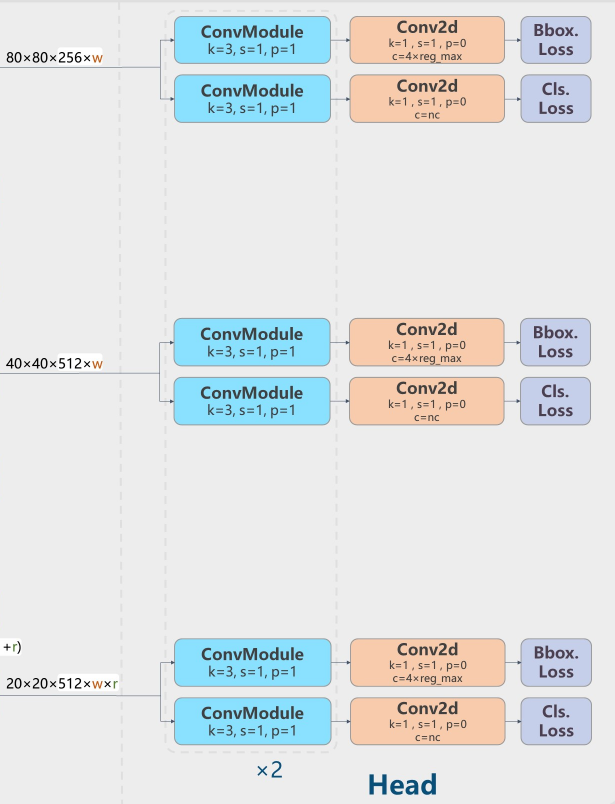 80×80×256×w
ConvModule
k=3, s=1, p=1
Conv2d
k=1 , s=1 , p=0
c=4×reg_max
Bbox.
Loss
ConvModule
k=3, s=1, p=1
Conv2d
k=1 , s=1 , p=0
c=nc
Cls.
Loss
40×40×512×w
ConvModule
k=3, s=1, p=1
Conv2d
k=1 , s=1 , p=0
c=4×reg_max
Bbox.
Loss
ConvModule
k=3, s=1, p=1
Conv2d
k=1 , s=1 , p=0
c=nc
Cls.
Loss
+r)
20×20×512×w×r
ConvModule
k=3, s=1, p=1
Conv2d
k=1 , s=1 , p=0
c=4×reg_max
Bbox.
Loss
ConvModule
k=3, s=1, p=1
Conv2d
k=1 , s=1 , p=0
c=nc
Cls.
Loss
×2
Head